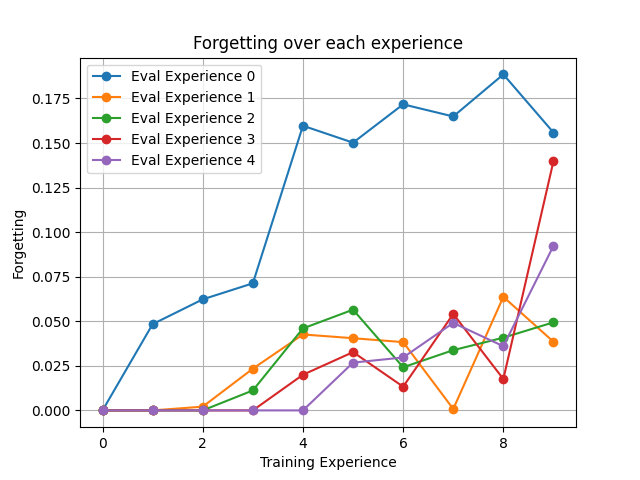 Forgetting over each experience
Eval Experience 0
Eval Experience 1
Eval Experience 2
Eval Experience 3
Eval Experience 4
0.175
0.150
0.125
0.100
0.075
0.050
0.025
0.000
Forgetting
0 2 4 6 8
Training Experience